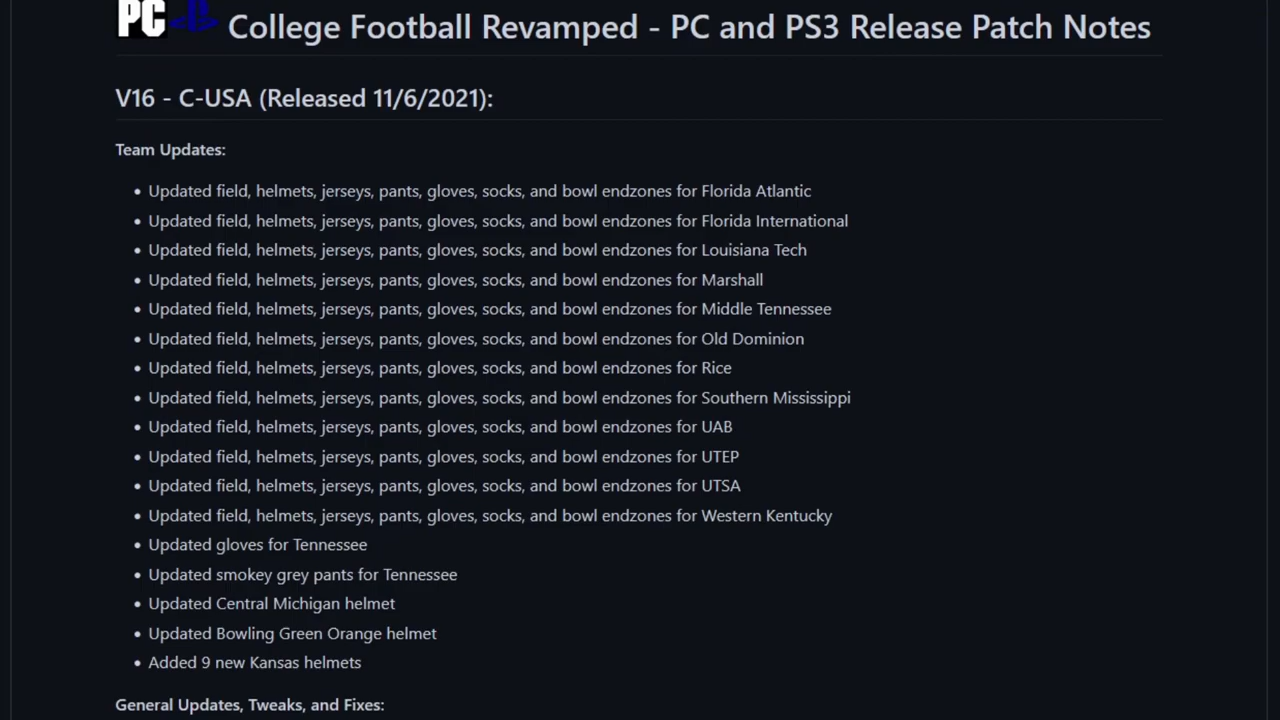 PC College Football Revamped - PC and PS3 Release Patch Notes
V16 - C-USA (Released 11/6/2021):
Team Updates:
• Updated field, helmets, jerseys, pants, gloves, socks, and bowl endzones for Florida Atlantic
• Updated field, helmets, jerseys, pants, gloves, socks, and bowl endzones for Florida International
• Updated field, helmets, jerseys, pants, gloves, socks, and bowl endzones for Louisiana Tech
• Updated field, helmets, jerseys, pants, gloves, socks, and bowl endzones for Marshall
• Updated field, helmets, jerseys, pants, gloves, socks, and bowl endzones for Middle Tennessee
• Updated field, helmets, jerseys, pants, gloves, socks, and bowl endzones for Old Dominion
• Updated field, helmets, jerseys, pants, gloves, socks, and bowl endzones for Rice
• Updated field, helmets, jerseys, pants, gloves, socks, and bowl endzones for Southern Mississippi
• Updated field, helmets, jerseys, pants, gloves, socks, and bowl endzones for UAB
• Updated field, helmets, jerseys, pants, gloves, socks, and bowl endzones for UTEP
• Updated field, helmets, jerseys, pants, gloves, socks, and bowl endzones for UTSA
• Updated field, helmets, jerseys, pants, gloves, socks, and bowl endzones for Western Kentucky
• Updated gloves for Tennessee
• Updated smokey grey pants for Tennessee
• Updated Central Michigan helmet
• Updated Bowling Green Orange helmet
• Added 9 new Kansas helmets
General Updates, Tweaks, and Fixes: